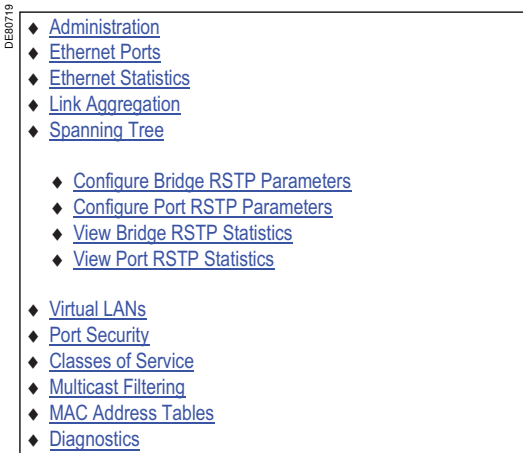 DE80719
Administration
Ethernet Ports
Ethernet Statistics
Link Aggregation
Spanning Tree
Configure Bridge RSTP Parameters
Configure Port RSTP Parameters
View Bridge RSTP Statistics
View Port RSTP Statistics
Virtual LANs
Port Security
Classes of Service
Multicast Filtering
MAC Address Tables
Diagnostics